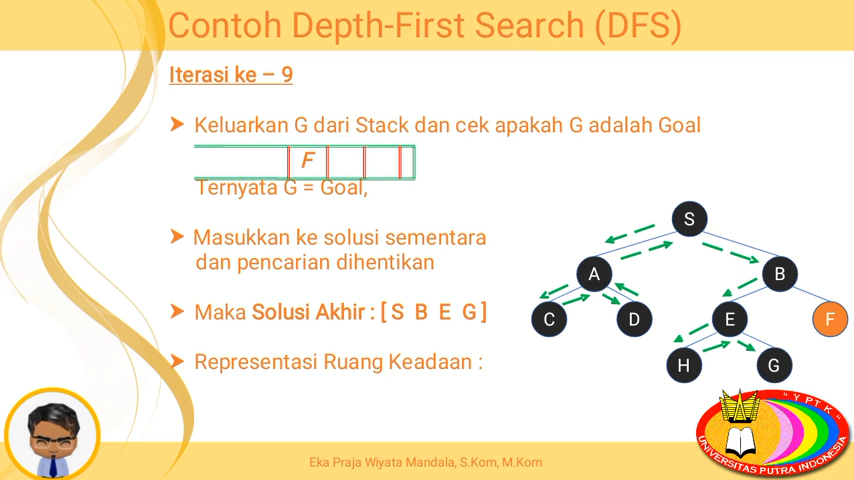 Contoh Depth-First Search (DFS)
Iterasi ke – 9
➤ Keluarkan G dari Stack dan cek apakah G adalah Goal
F
Ternyata G = Goal,
➤ Masukkan ke solusi sementara
dan pencarian dihentikan
➤ Maka Solusi Akhir : [ S B E G ]
➤ Representasi Ruang Keadaan :
S
A B
C D E F
H G
" Y P T K "
UNIVERSITAS PUTRA INDONESIA
Eka Praja Wiyata Mandala, S.Kom, M.Kom